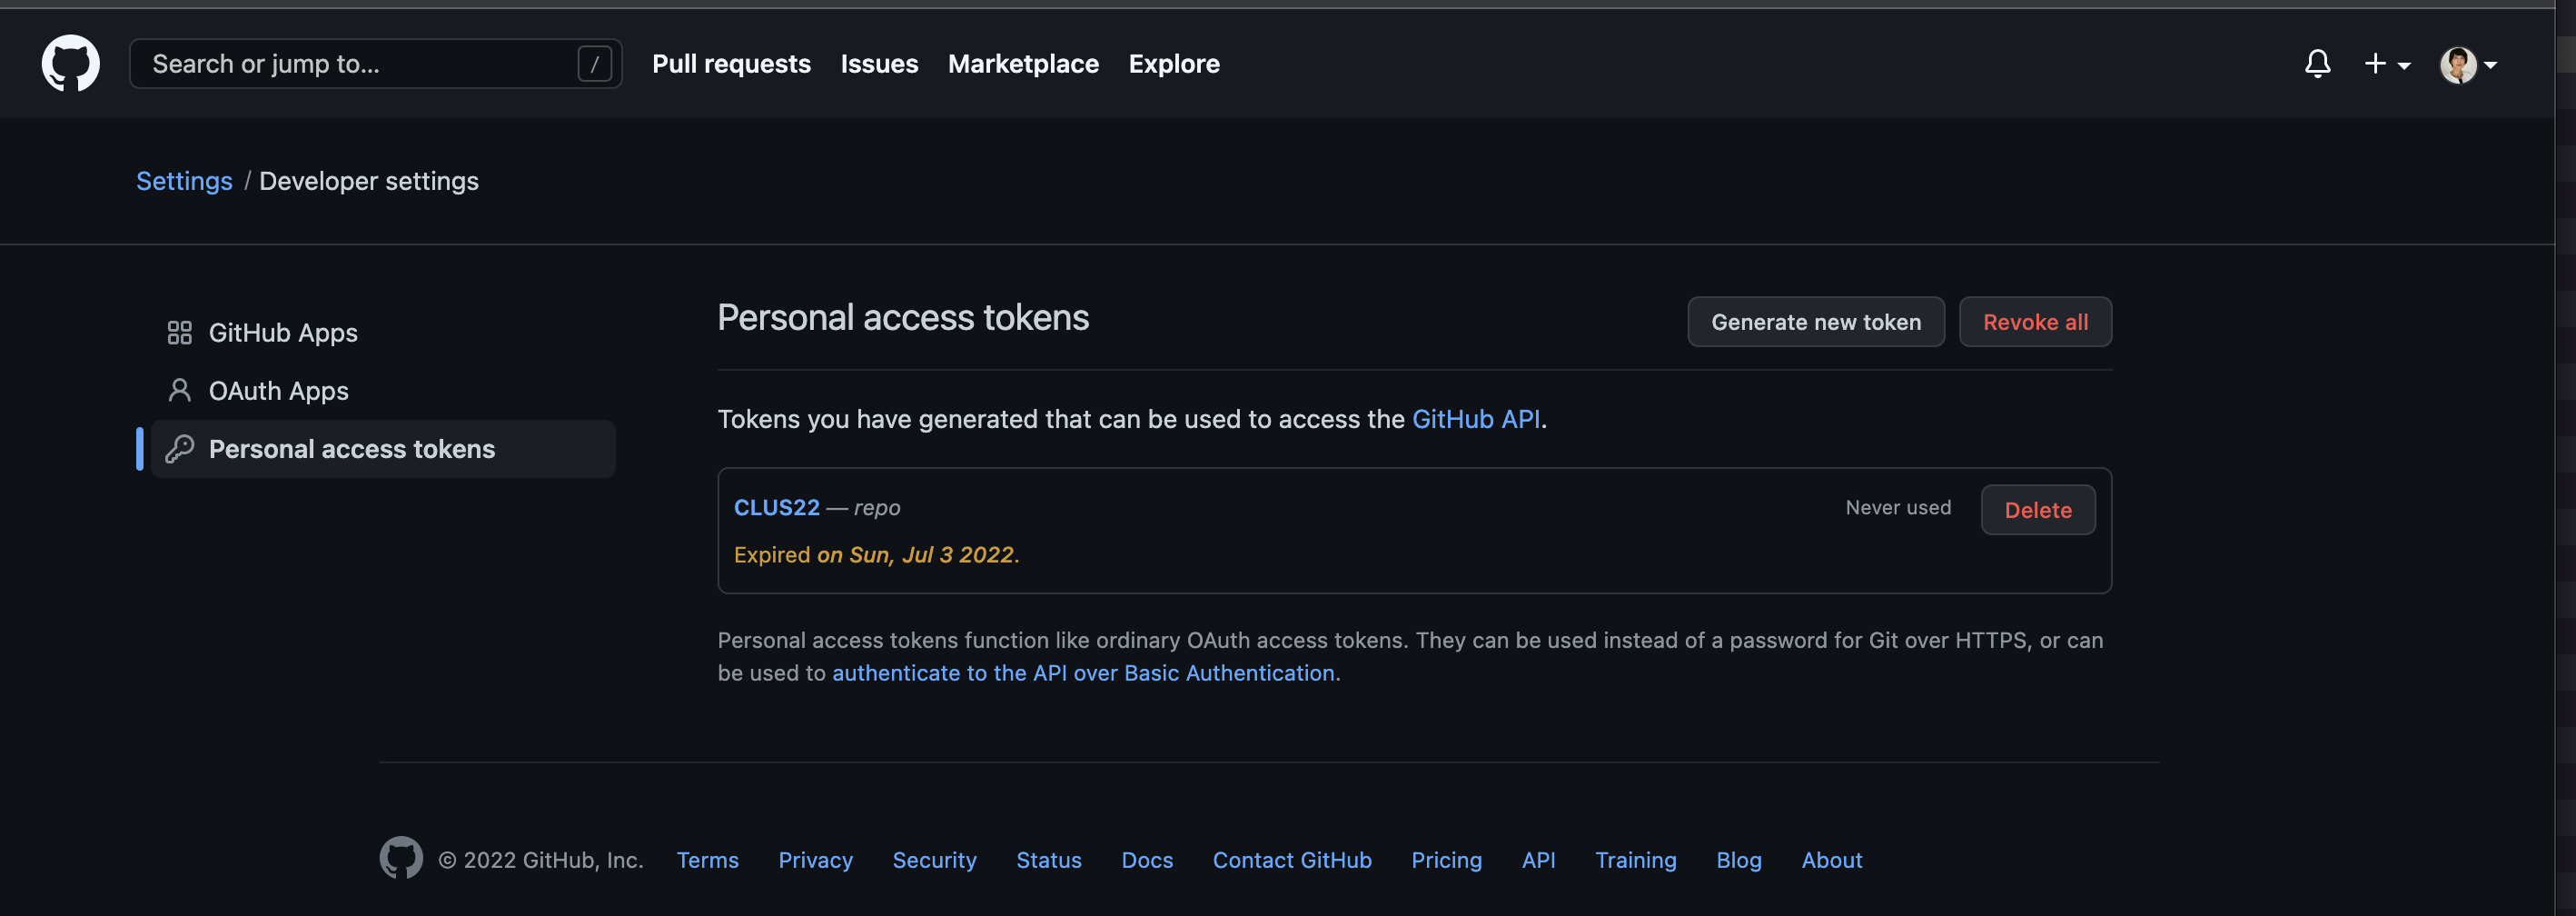 Search or jump to... /
Pull requests Issues Marketplace Explore
Settings / Developer settings
GitHub Apps
OAuth Apps
Personal access tokens
Personal access tokens
Generate new token Revoke all
Tokens you have generated that can be used to access the GitHub API.
CLUS22 — repo
Never used Delete
Expired on Sun, Jul 3 2022.
Personal access tokens function like ordinary OAuth access tokens. They can be used instead of a password for Git over HTTPS, or can
be used to authenticate to the API over Basic Authentication.
© 2022 GitHub, Inc. Terms Privacy Security Status Docs Contact GitHub Pricing API Training Blog About